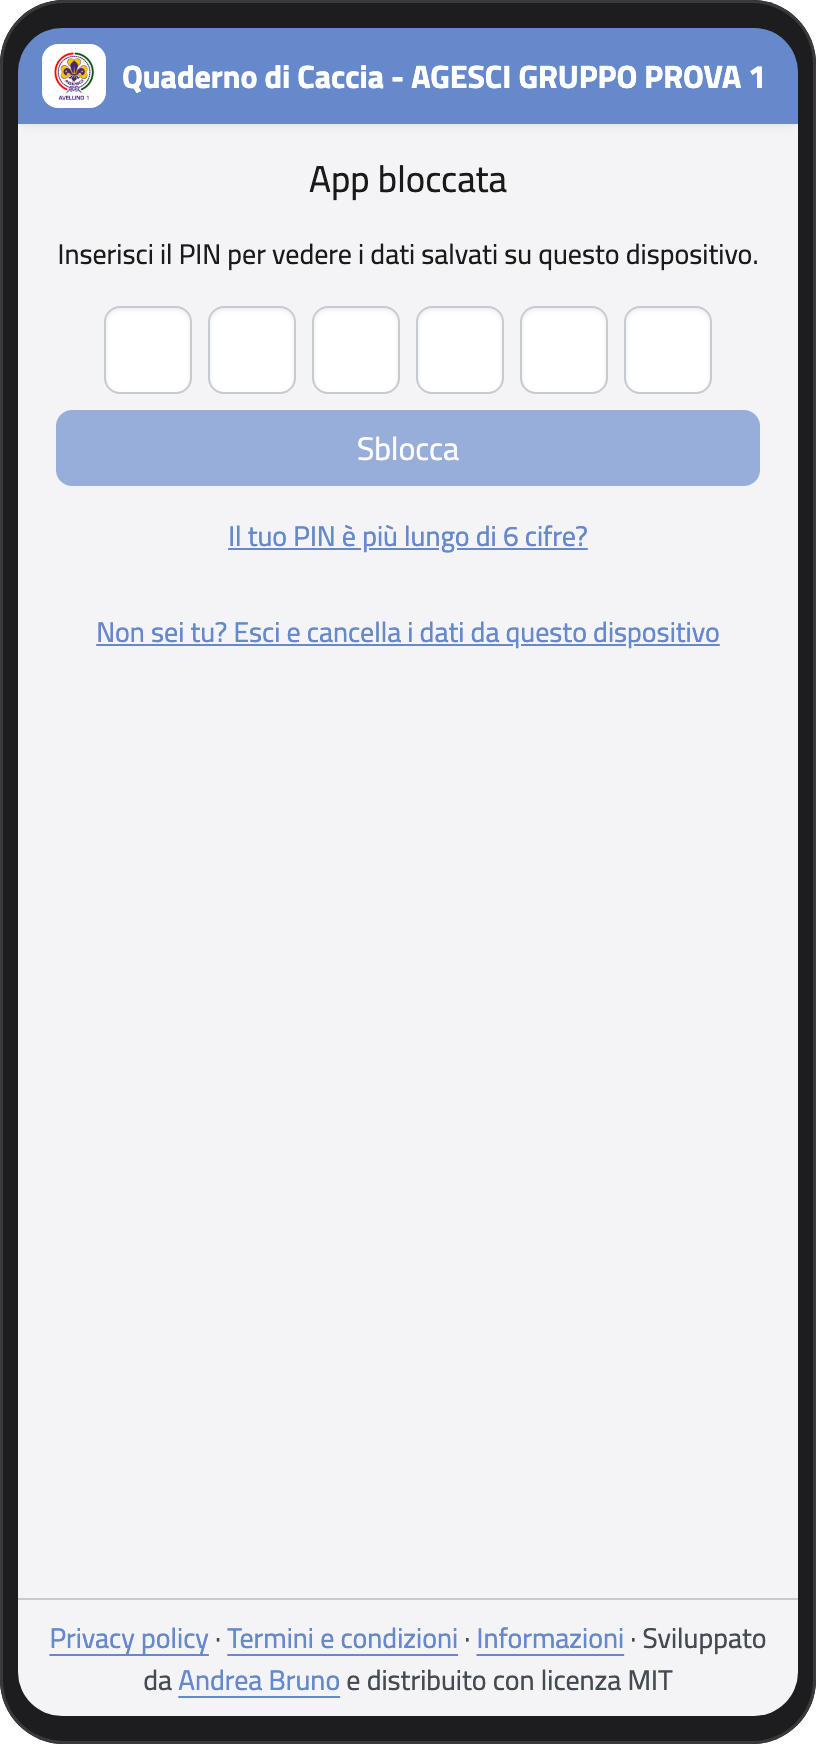 AVELLINO 1
Quaderno di Caccia - AGESCI GRUPPO PROVA 1
App bloccata
Inserisci il PIN per vedere i dati salvati su questo dispositivo.
Sblocca
Il tuo PIN è più lungo di 6 cifre?
Non sei tu? Esci e cancella i dati da questo dispositivo
Privacy policy · Termini e condizioni · Informazioni · Sviluppato
da Andrea Bruno e distribuito con licenza MIT